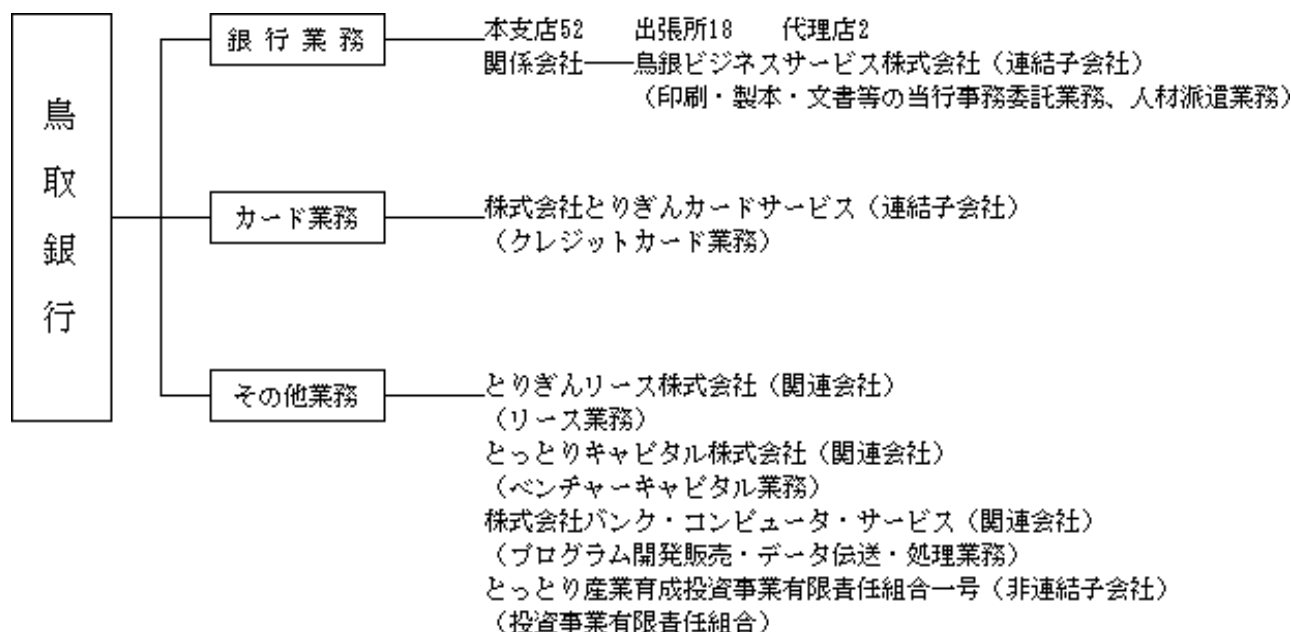 鳥取銀行
銀行業務
本支店52 出張所18 代理店2
関係会社――鳥銀ビジネスサービス株式会社（連結子会社）
（印刷・製本・文書等の当行事務委託業務、人材派遣業務）
カード業務
株式会社とりぎんカードサービス（連結子会社）
（クレジットカード業務）
その他業務
とりぎんリース株式会社（関連会社）
（リース業務）
とっとりキャピタル株式会社（関連会社）
（ベンチャーキャピタル業務）
株式会社バンク・コンピュータ・サービス（関連会社）
（プログラム開発販売・データ伝送・処理業務）
とっとり産業育成投資事業有限責任組合一号（非連結子会社）
（投資事業有限責任組合）